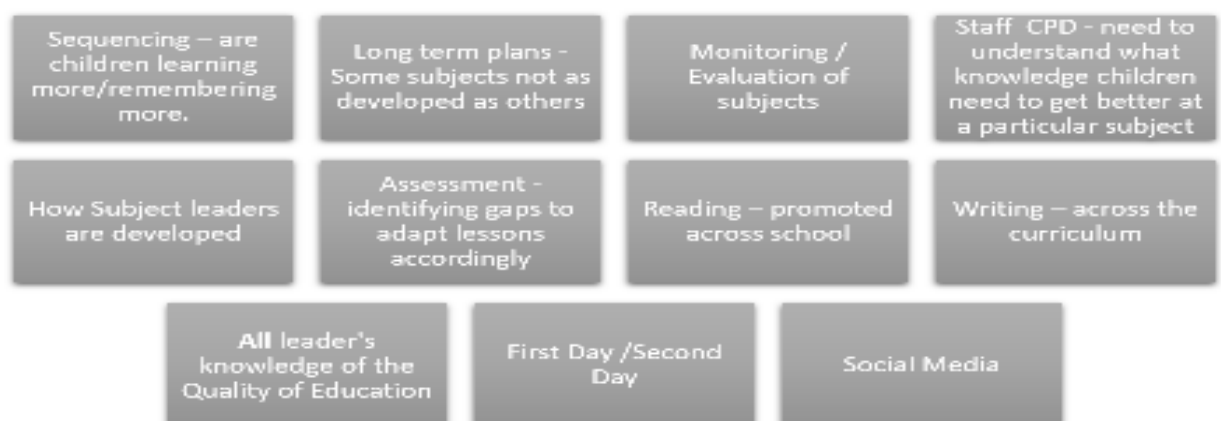 Sequencing – are
children learning
more/remembering
more.
Long term plans -
Some subjects not as
developed as others
Monitoring /
Evaluation of
subjects
Staff CPD - need to
understand what
knowledge children
need to get better at
a particular subject
How Subject leaders
are developed
Assessment -
identifying gaps to
adapt lessons
accordingly
Reading – promoted
across school
Writing – across the
curriculum
All leader's
knowledge of the
Quality of Education
First Day /Second
Day
Social Media